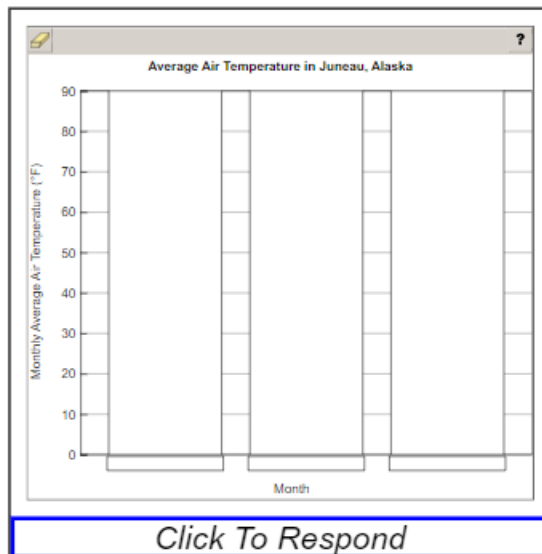 ?
Average Air Temperature in Juneau, Alaska
Monthly Average Air Temperature (°F)
90
80
70
60
50
40
30
20
10
0
Month
Click To Respond